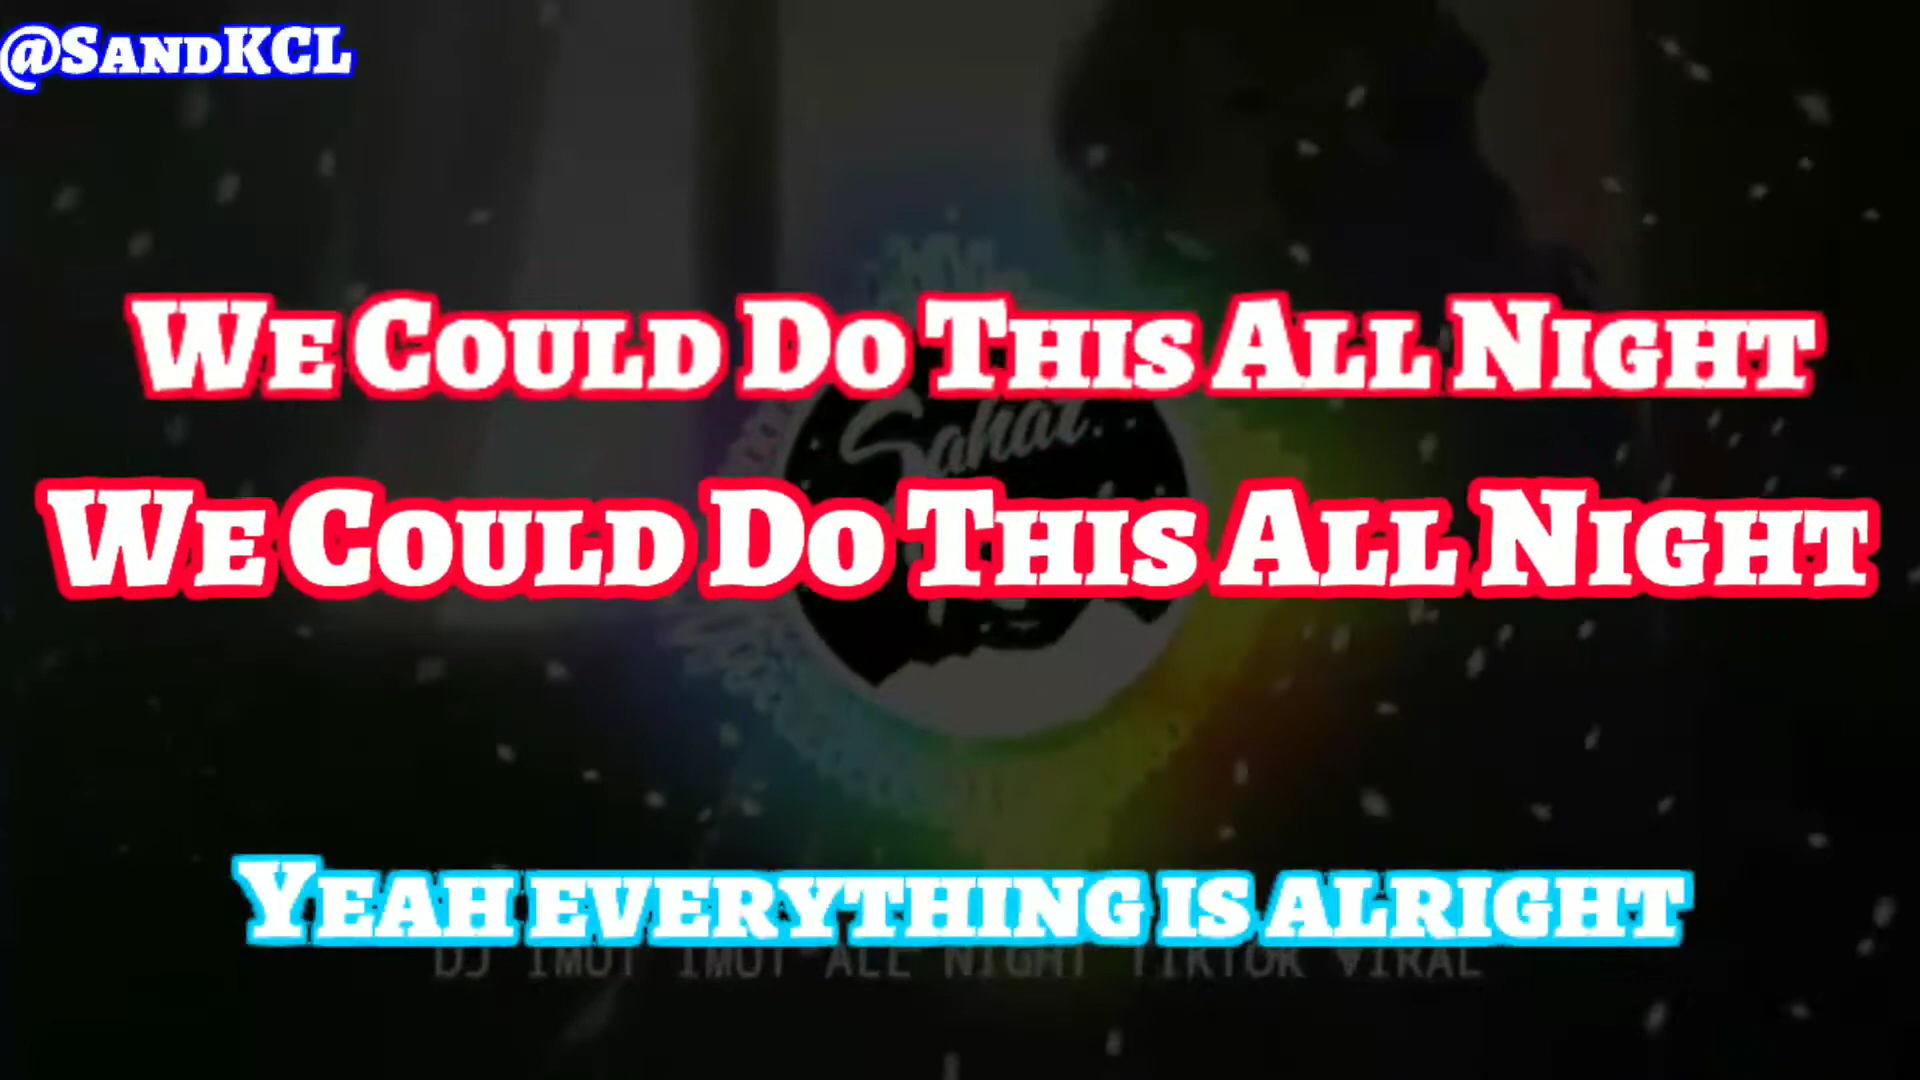 @SandKCL
We Could Do This All Night
Sahat
We Could Do This All Night
Yeah everything is alright
DJ IMUT IMUT-ALL NIGHT TIKTOK VIRAL